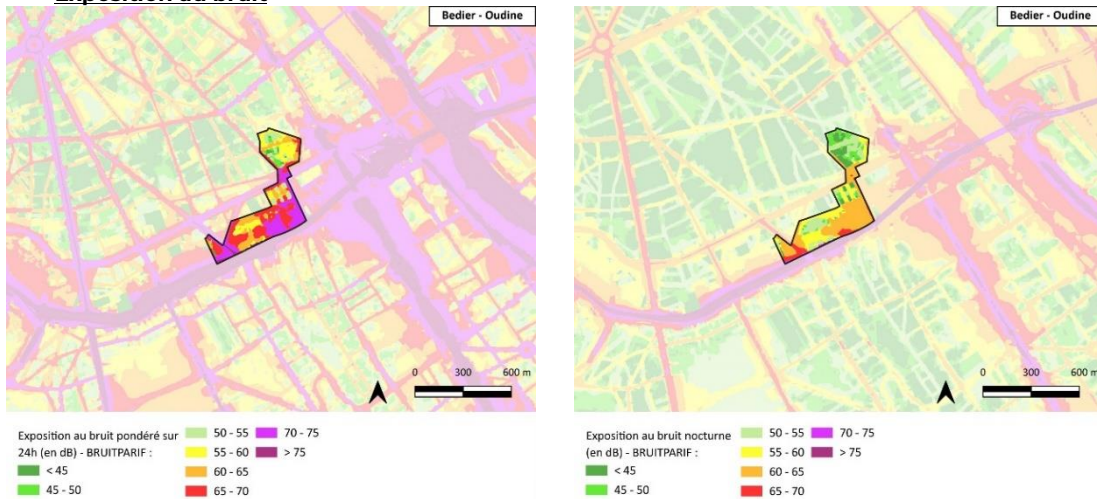 Exposition au bruit
Bedier - Oudine
0 300 600 m
Exposition au bruit pondéré sur
24h (en dB) - BRUITPARIF :
< 45
45 - 50
50 - 55
55 - 60
60 - 65
65 - 70
70 - 75
> 75
Bedier - Oudine
0 300 600 m
Exposition au bruit nocturne
(en dB) - BRUITPARIF :
< 45
45 - 50
50 - 55
55 - 60
60 - 65
65 - 70
70 - 75
> 75